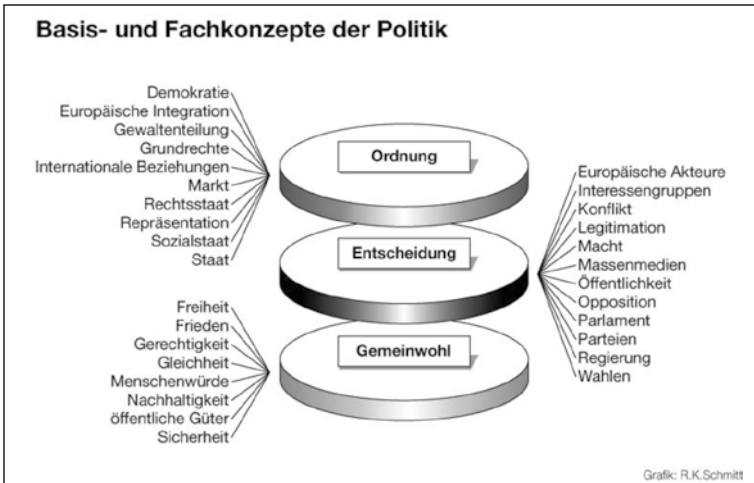 Basis- und Fachkonzepte der Politik
Demokratie
Europäische Integration
Gewaltenteilung
Grundrechte
Internationale Beziehungen
Markt
Rechtsstaat
Repräsentation
Sozialstaat
Staat
Ordnung
Entscheidung
Europäische Akteure
Interessengruppen
Konflikt
Legitimation
Macht
Massenmedien
Öffentlichkeit
Opposition
Parlament
Parteien
Regierung
Wahlen
Freiheit
Frieden
Gerechtigkeit
Gleichheit
Menschenwürde
Nachhaltigkeit
öffentliche Güter
Sicherheit
Gemeinwohl
Grafik: R.K.Schmitt